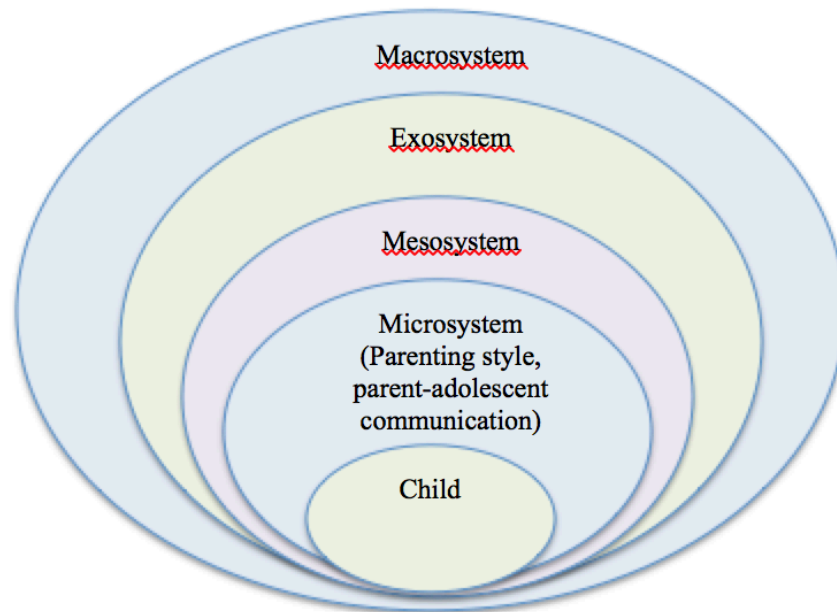 Macrosystem
Exosystem
Mesosystem
Microsystem
(Parenting style,
parent-adolescent
communication)
Child